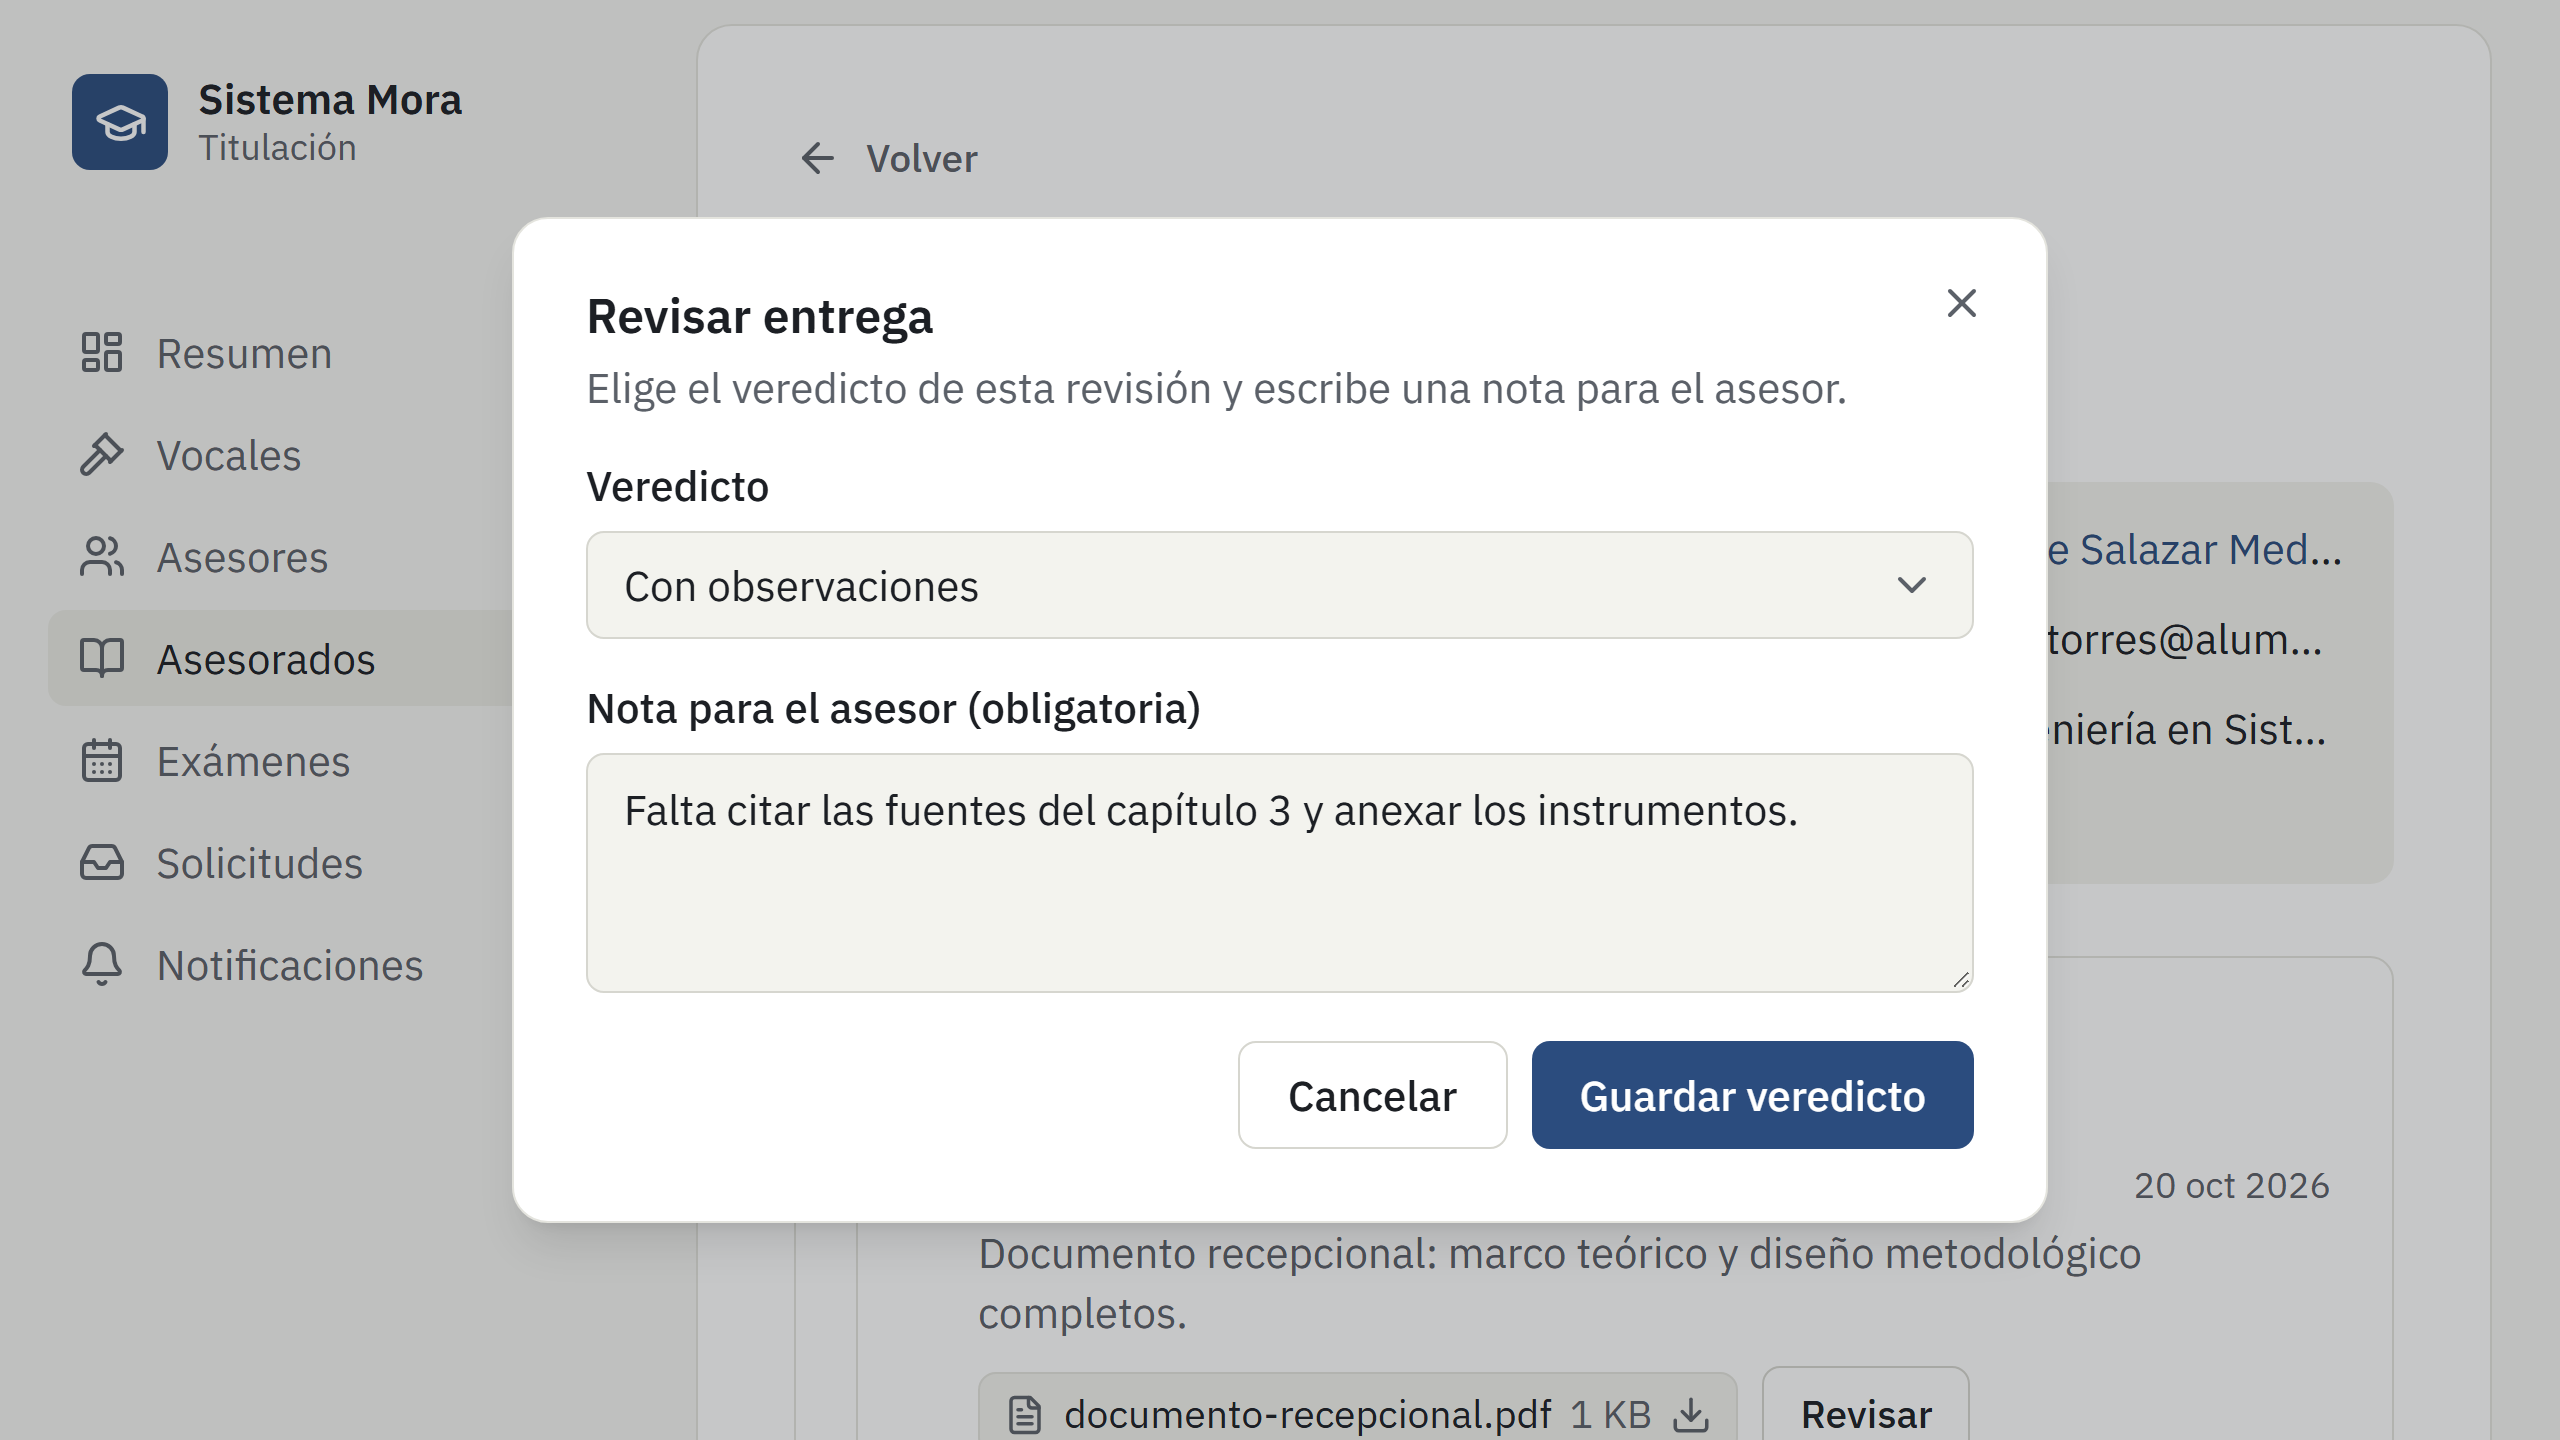 Sistema Mora
Titulación
Resumen
Vocales
Asesores
Asesorados
Exámenes
Solicitudes
Notificaciones
Volver
Revisar entrega
Elige el veredicto de esta revisión y escribe una nota para el asesor.
Veredicto
Con observaciones
Nota para el asesor (obligatoria)
Falta citar las fuentes del capítulo 3 y anexar los instrumentos.
Cancelar
Guardar veredicto
e Salazar Med...
torres@alum...
eniería en Sist...
20 oct 2026
Documento recepcional: marco teórico y diseño metodológico
completos.
documento-recepcional.pdf 1 KB
Revisar